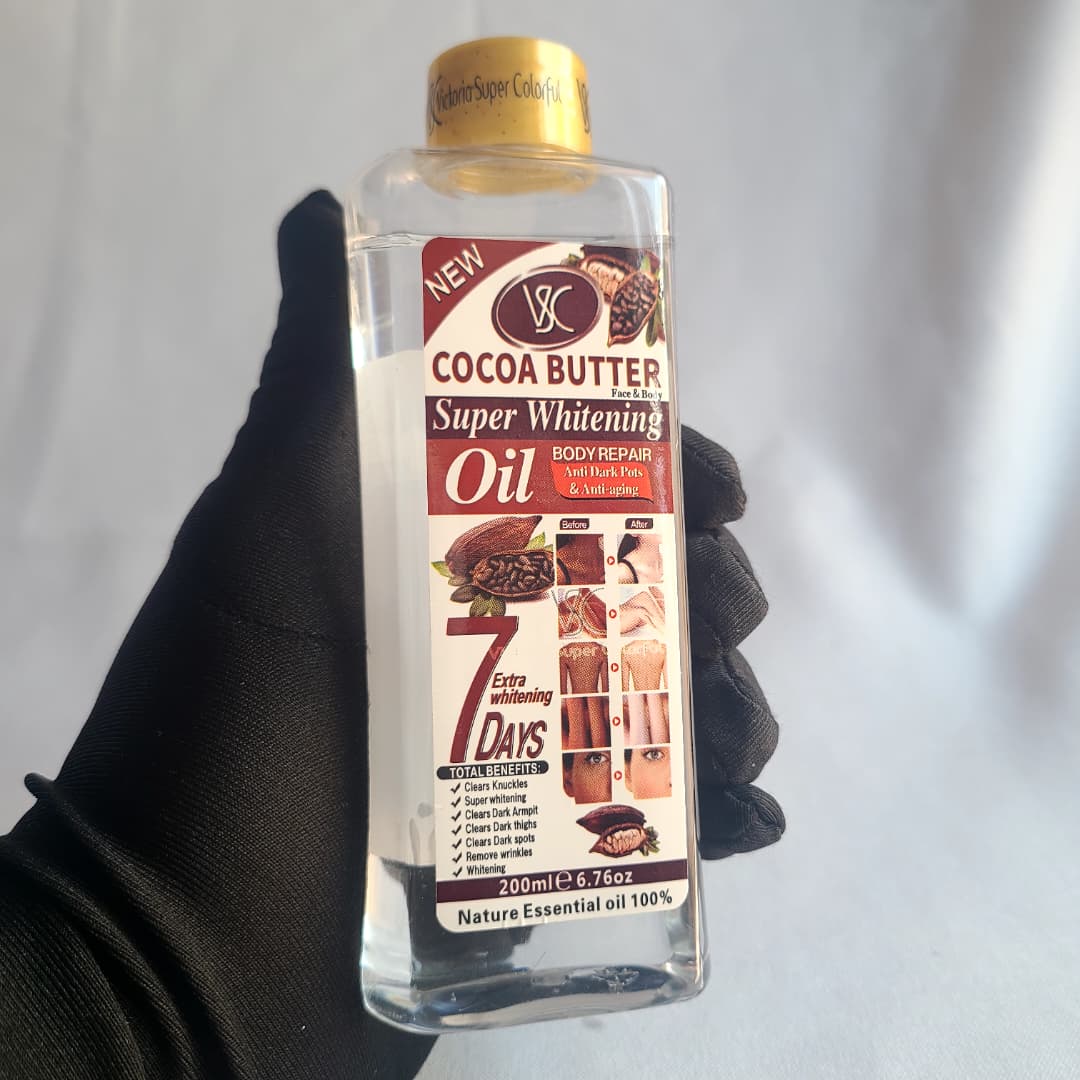 Victoria Super Colorful
NEW
VSC
COCOA BUTTER
Face & Body
Super Whitening
Oil
BODY REPAIR
Anti Dark Pots
& Anti-aging
Before
After
7
Extra
whitening
DAYS
TOTAL BENEFITS:
Clears Knuckles
Super whitening
Clears Dark Armpit
Clears Dark thighs
Clears Dark spots
Remove wrinkles
Whitening
200ml e 6.76oz
Nature Essential oil 100%